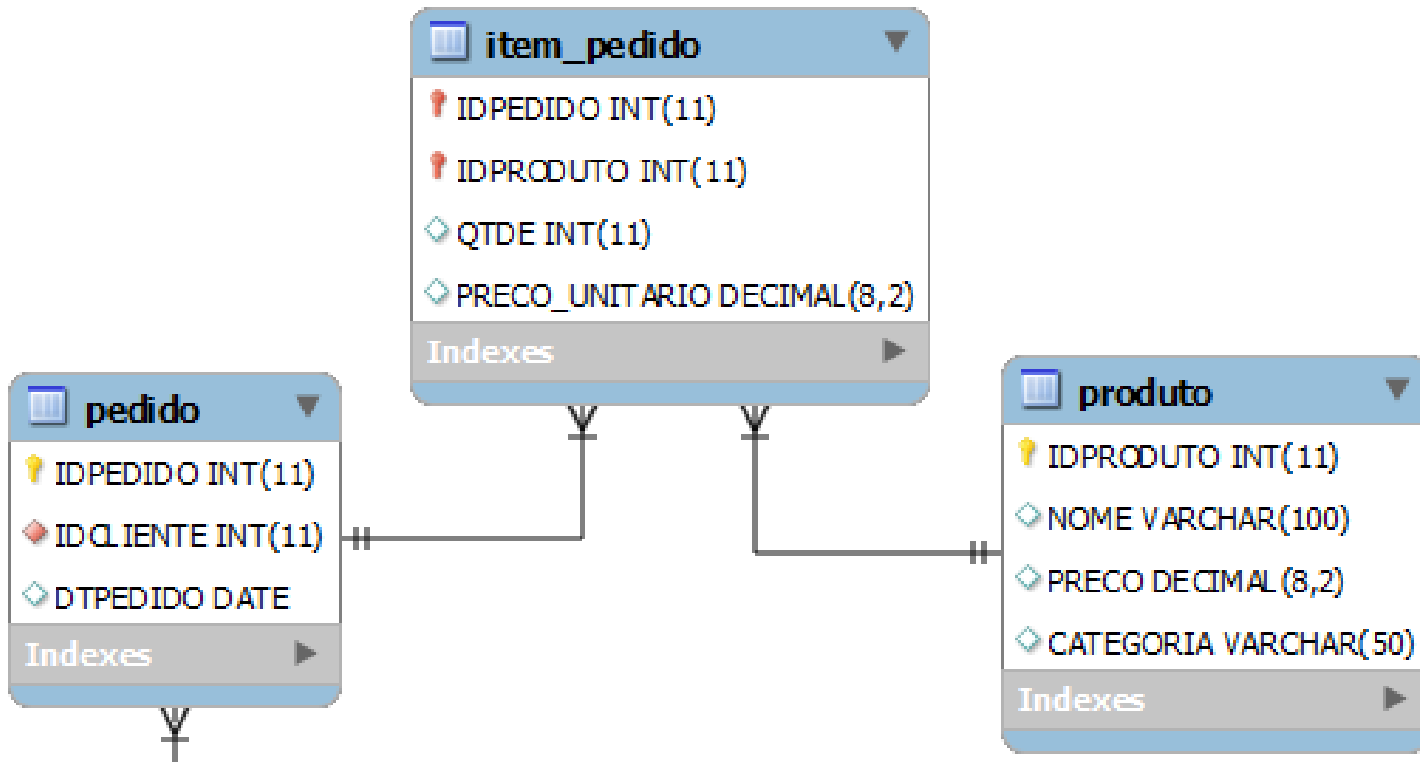 item_pedido
IDPEDIDO INT(11)
IDPRODUTO INT(11)
QTDE INT(11)
PRECO_UNITARIO DECIMAL(8,2)
Indexes
pedido
IDPEDIDO INT(11)
IDCLIENTE INT(11)
DTPEDIDO DATE
Indexes
produto
IDPRODUTO INT(11)
NOME VARCHAR(100)
PRECO DECIMAL(8,2)
CATEGORIA VARCHAR(50)
Indexes